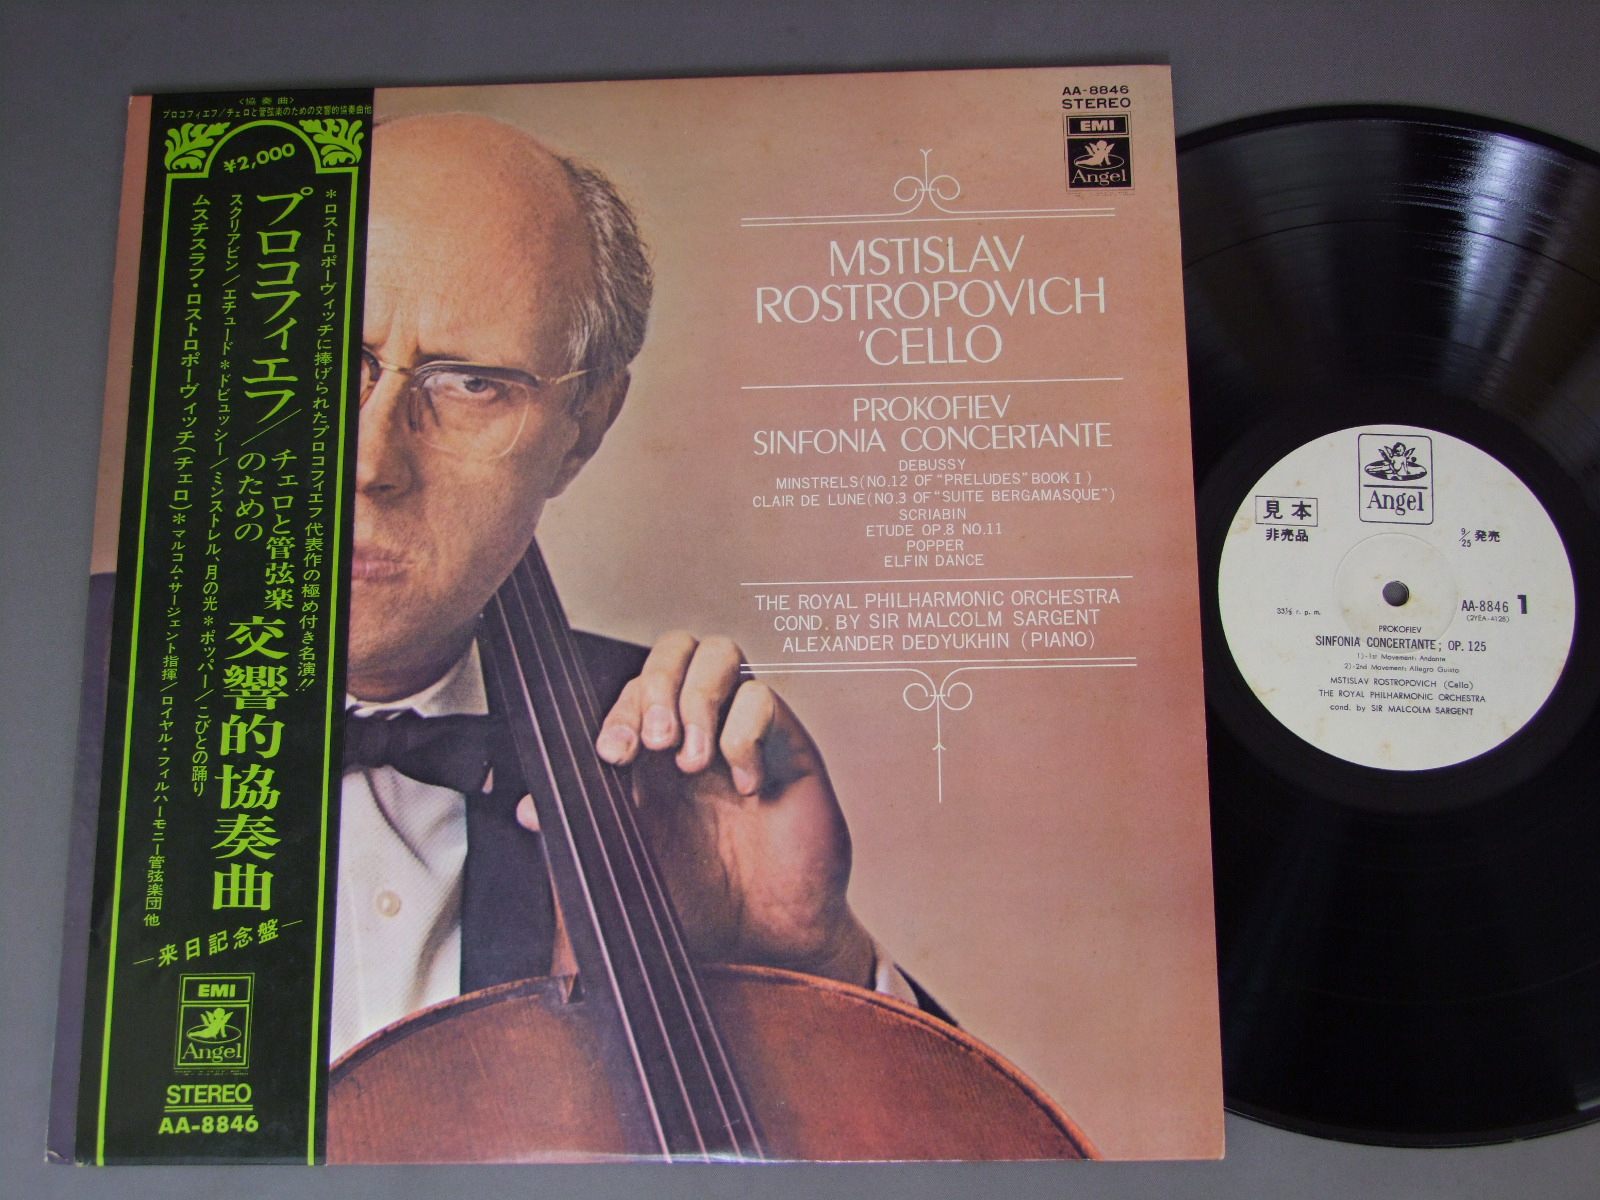 〈協奏曲〉
プロコフィエフ/チェロと管弦楽のための交響的協奏曲他
¥2,000
＊ロストロポーヴィッチに捧げられたプロコフィエフ代表作の極め付き名演!!
プロコフィエフ/チェロと管弦楽のための交響的協奏曲
スクリアビン/エチュード＊ドビュッシー/ミンストレル、月の光＊ポッパー/こびとの踊り
ムスチスラフ・ロストロポーヴィッチ(チェロ)＊マルコム・サージェント指揮/ロイヤル・フィルハーモニー管弦楽団他
—来日記念盤—
EMI
Angel
STEREO
AA-8846
AA-8846
STEREO
EMI
Angel
MSTISLAV
ROSTROPOVICH
'CELLO
PROKOFIEV
SINFONIA CONCERTANTE
DEBUSSY
MINSTRELS(NO.12 OF "PRELUDES" BOOK I)
CLAIR DE LUNE(NO.3 OF "SUITE BERGAMASQUE")
SCRIABIN
ETUDE OP.8 NO.11
POPPER
ELFIN DANCE
THE ROYAL PHILHARMONIC ORCHESTRA
COND. BY SIR MALCOLM SARGENT
ALEXANDER DEDYUKHIN (PIANO)
Angel
見本
非売品
9/25 発売
33⅓ r. p. m.
AA-8846 1
(2YEA-4128)
PROKOFIEV
SINFONIA CONCERTANTE; OP. 125
1)-1st Movement: Andante
2)-2nd Movement: Allegro Guisto
MSTISLAV ROSTROPOVICH (Cello)
THE ROYAL PHILHARMONIC ORCHESTRA
cond. by SIR MALCOLM SARGENT